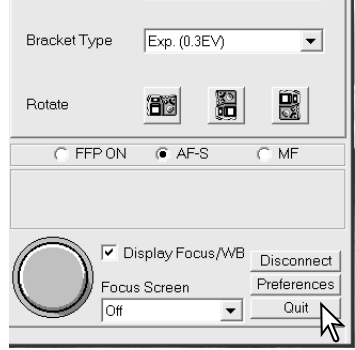 Bracket Type Exp. (0.3EV)
Rotate
FFP ON AF-S MF
Display Focus/WB Disconnect
Focus Screen Preferences
Off Quit